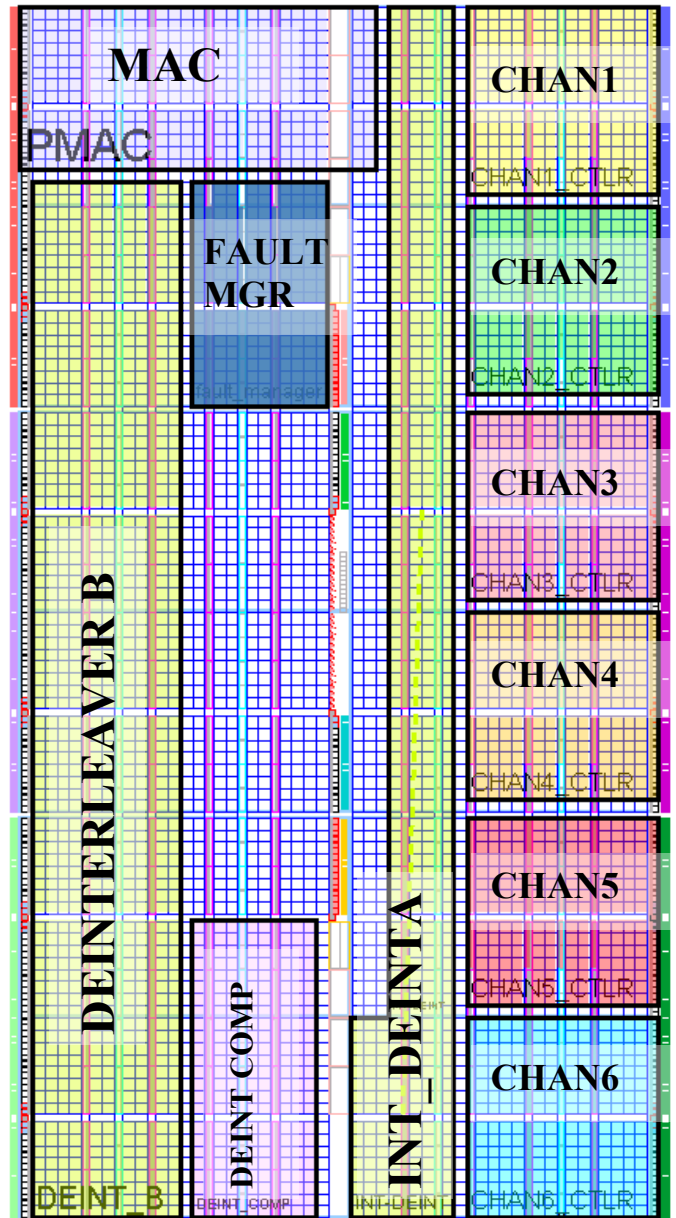 MAC
PMAC
CHAN1
CHAN1_CTLR
FAULT
MGR
fault_manager
CHAN2
CHAN2_CTLR
CHAN3
CHAN3_CTLR
CHAN4
CHAN4_CTLR
DEINTERLEAVER B
DEINT_B
DEINT COMP
DEINT_COMP
INT_DEINTA
INT-DEINT
CHAN5
CHAN5_CTLR
CHAN6
CHAN6_CTLR